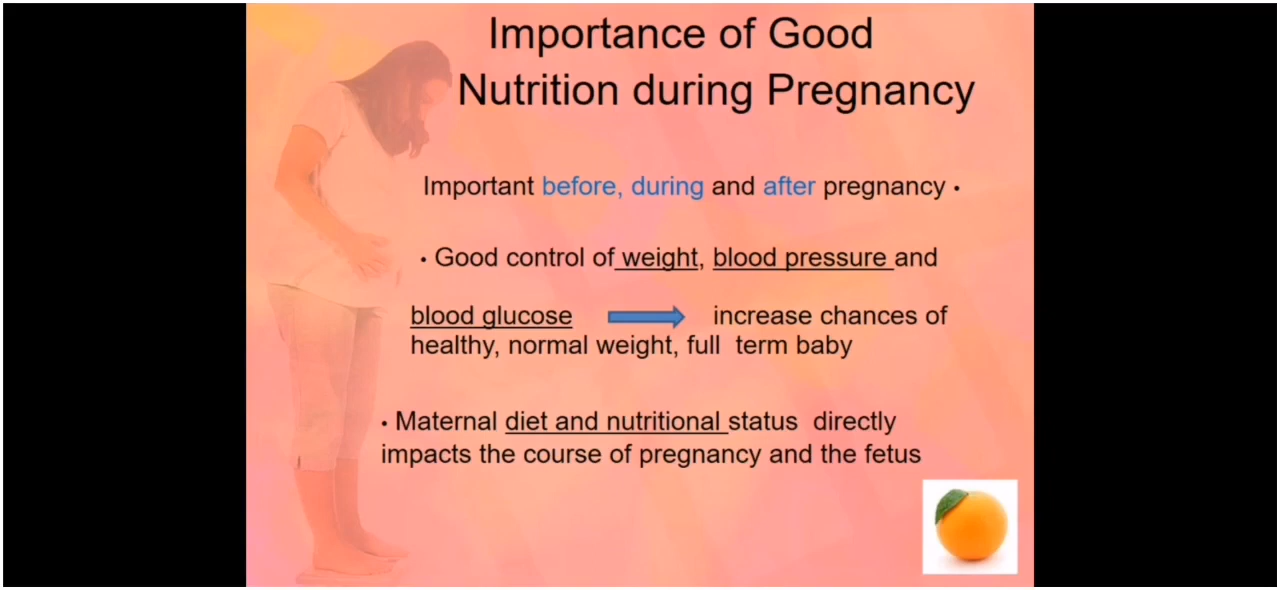 Importance of Good
Nutrition during Pregnancy
Important before, during and after pregnancy •
• Good control of weight, blood pressure and
blood glucose increase chances of
healthy, normal weight, full term baby
• Maternal diet and nutritional status directly
impacts the course of pregnancy and the fetus